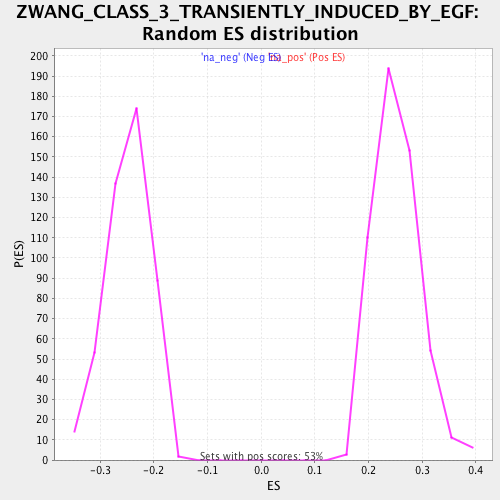 ZWANG_CLASS_3_TRANSIENTLY_INDUCED_BY_EGF:
Random ES distribution
'na_neg' (Neg ES)
'na_pos' (Pos ES)
200
190
180
170
160
150
140
130
120
110
100
90
80
70
60
50
40
30
20
10
0
P(ES)
Sets with pos scores: 53%
-0.3 -0.2 -0.1 0.0 0.1 0.2 0.3 0.4
ES